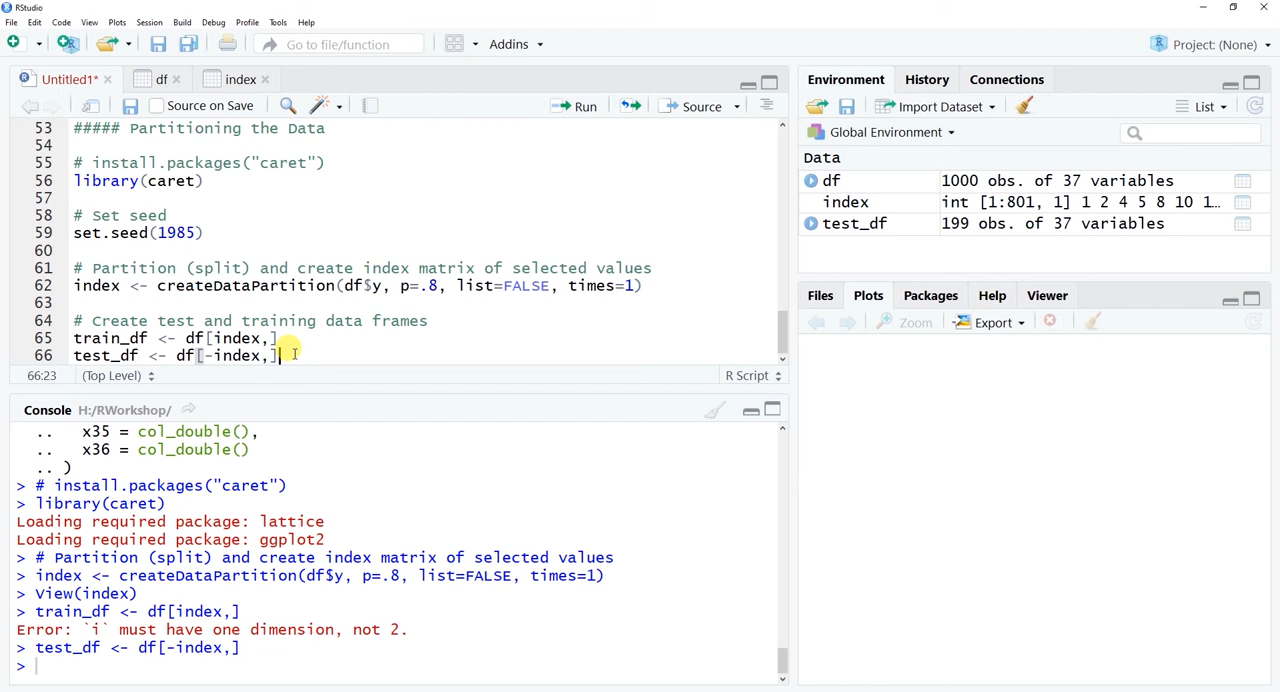 RStudio
File Edit Code View Plots Session Build Debug Profile Tools Help
Go to file/function Addins Project: (None)
Untitled1* df index
Source on Save Run Source
53 ##### Partitioning the Data
54
55 # install.packages("caret")
56 library(caret)
57
58 # Set seed
59 set.seed(1985)
60
61 # Partition (split) and create index matrix of selected values
62 index <- createDataPartition(df$y, p=.8, list=FALSE, times=1)
63
64 # Create test and training data frames
65 train_df <- df[index,]
66 test_df <- df[-index,]
66:23 (Top Level) R Script
Console H:/RWorkshop/
.. x35 = col_double(),
.. x36 = col_double()
.. )
> # install.packages("caret")
> library(caret)
Loading required package: lattice
Loading required package: ggplot2
> # Partition (split) and create index matrix of selected values
> index <- createDataPartition(df$y, p=.8, list=FALSE, times=1)
> View(index)
> train_df <- df[index,]
Error: `i` must have one dimension, not 2.
> test_df <- df[-index,]
>
Environment History Connections
Import Dataset List
Global Environment
Data
df 1000 obs. of 37 variables
index int [1:801, 1] 1 2 4 5 8 10 1...
test_df 199 obs. of 37 variables
Files Plots Packages Help Viewer
Zoom Export